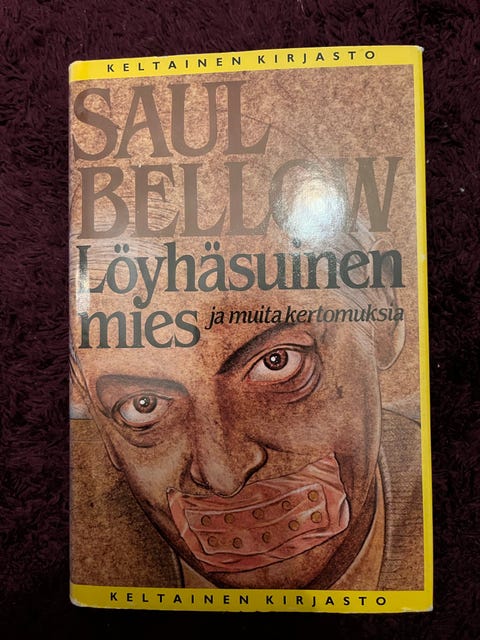 KELTAINEN KIRJASTO
SAUL
BELLOW
Löyhäsuinen
mies ja muita kertomuksia
KELTAINEN KIRJASTO